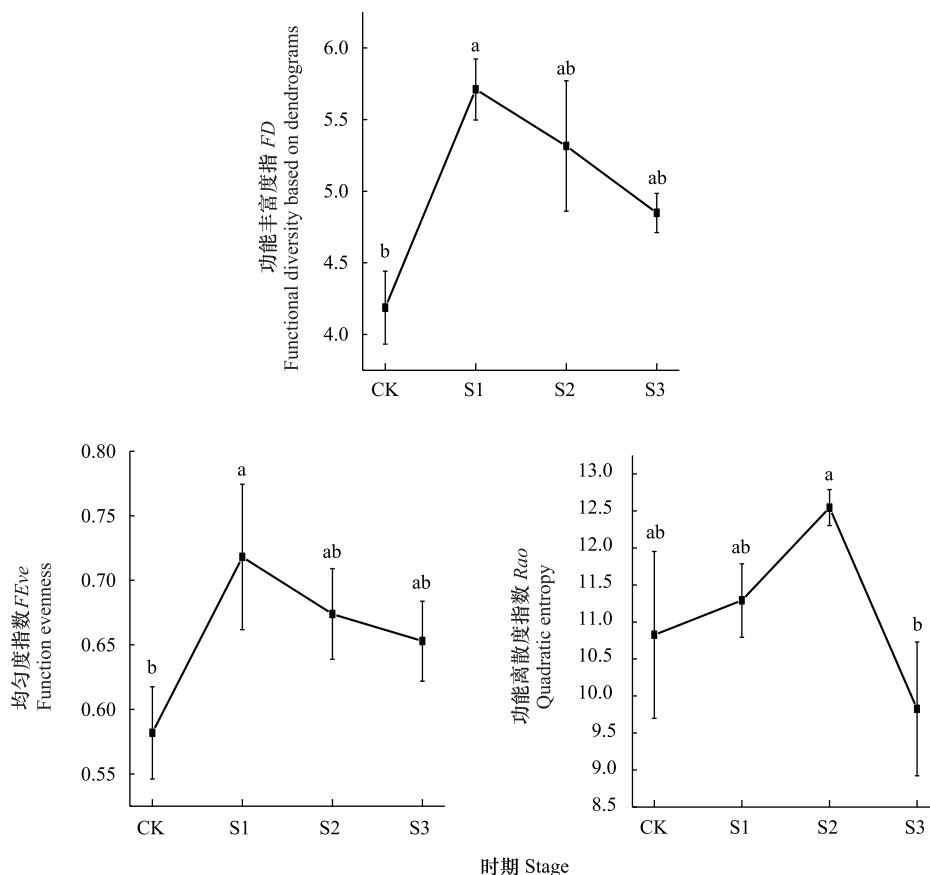 功能丰富度指 FD
Functional diversity based on dendrograms
6.0
5.5
5.0
4.5
4.0
b
a
ab
ab
CK S1 S2 S3
均匀度指数FEve
Function evenness
0.80
0.75
0.70
0.65
0.60
0.55
b
a
ab
ab
CK S1 S2 S3
功能离散度指数 Rao
Quadratic entropy
13.0
12.5
12.0
11.5
11.0
10.5
10.0
9.5
9.0
8.5
ab
ab
a
b
CK S1 S2 S3
时期 Stage